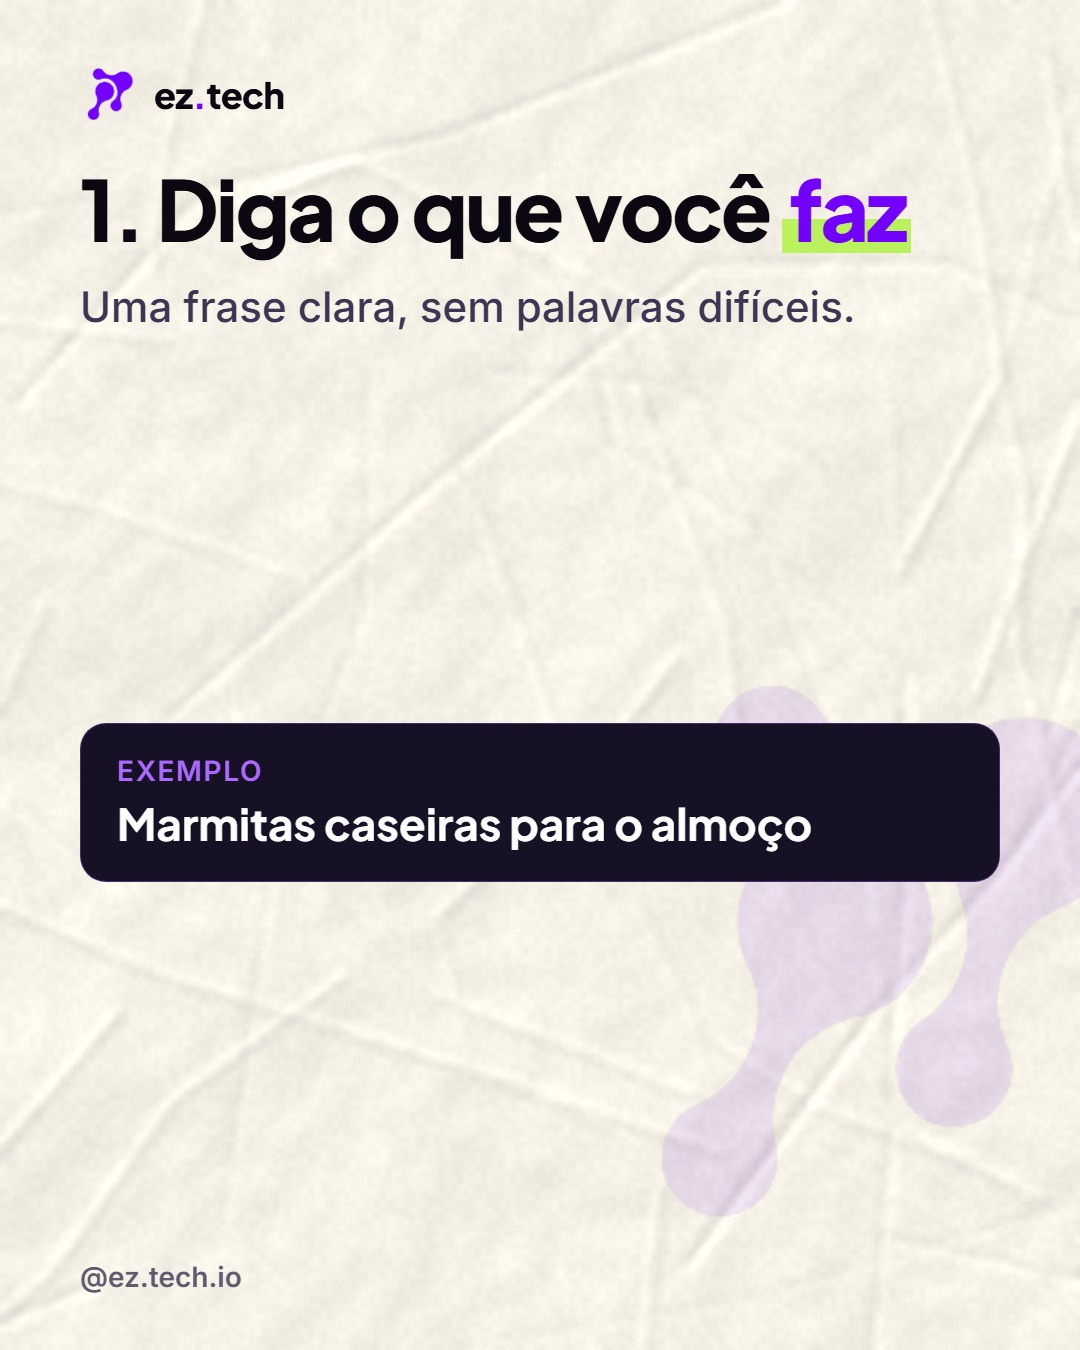 ez.tech
1. Diga o que você faz
Uma frase clara, sem palavras difíceis.
EXEMPLO
Marmitas caseiras para o almoço
@ez.tech.io